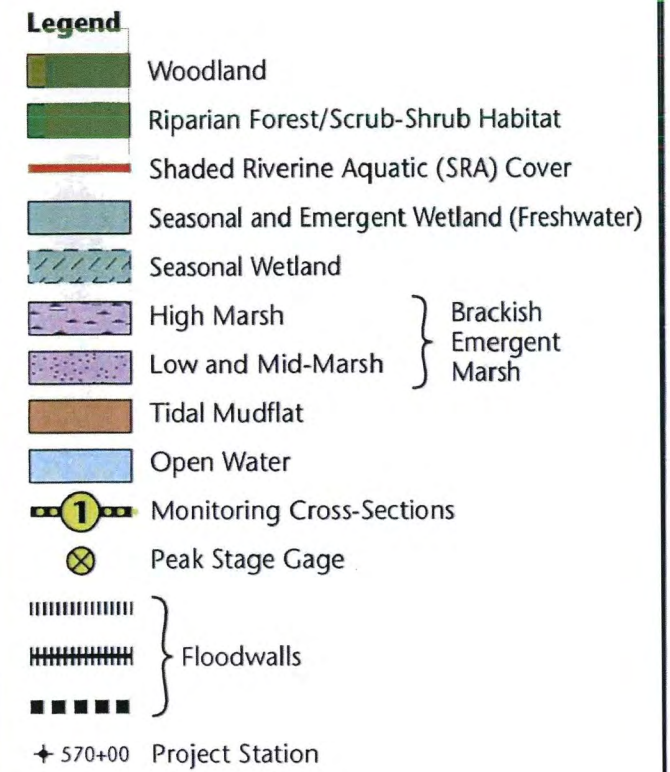 Legend
Woodland
Riparian Forest/Scrub-Shrub Habitat
Shaded Riverine Aquatic (SRA) Cover
Seasonal and Emergent Wetland (Freshwater)
Seasonal Wetland
High Marsh
Low and Mid-Marsh
Brackish
Emergent
Marsh
Tidal Mudflat
Open Water
1 Monitoring Cross-Sections
Peak Stage Gage
Floodwalls
570+00 Project Station